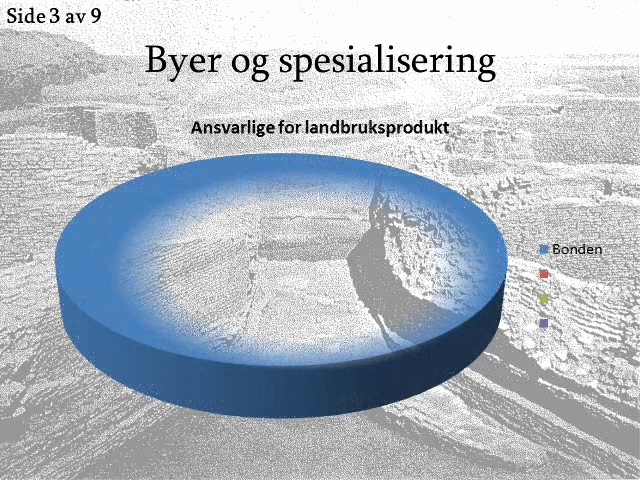 Side 3 av 9
Byer og spesialisering
Ansvarlige for landbruksprodukt
Bonden